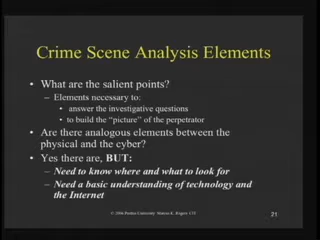 Crime Scene Analysis Elements
• What are the salient points?
– Elements necessary to:
• answer the investigative questions
• to build the "picture" of the perpetrator
• Are there analogous elements between the
physical and the cyber?
• Yes there are, BUT:
– Need to know where and what to look for
– Need a basic understanding of technology and
the Internet
© 2006 Purdue University Marcus K. Rogers
21